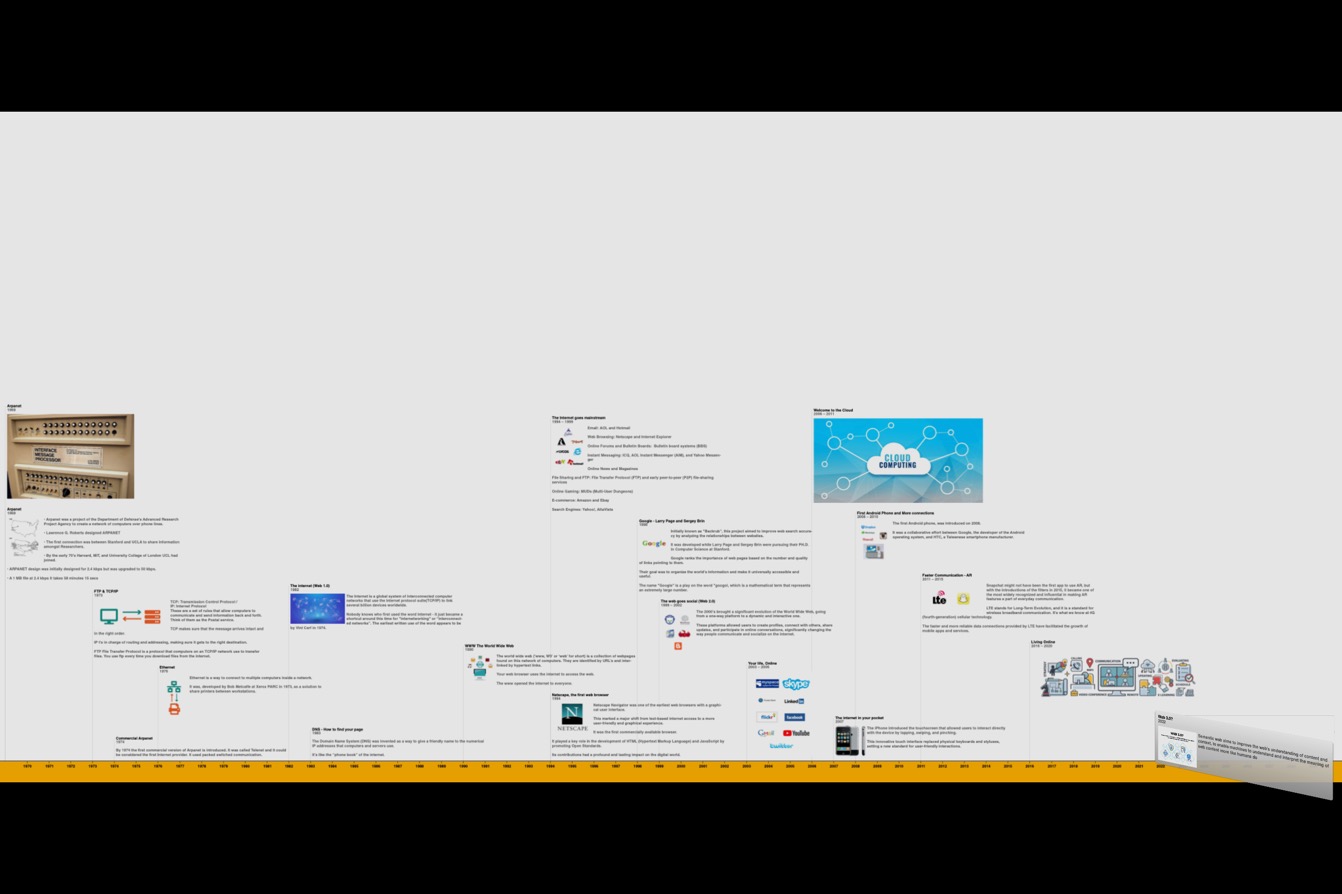 Arpanet
1969
INTERFACE
MESSAGE
PROCESSOR
Arpanet
1969
- Arpanet was a project of the Department of Defense's Advanced Research
Project Agency to create a network of computers over phone lines.
- Lawrence G. Roberts designed ARPANET
- The first connection was between Stanford and UCLA to share information
amongst Researchers.
- By the early 70's Harvard, MIT, and University College of London UCL had
joined.
- ARPANET design was initially designed for 2.4 kbps but was upgraded to 50 kbps.
FTP & TCP/IP
1973
TCP: Transmission Control Protocol /
IP: Internet Protocol
These are a set of rules that allow computers to
communicate and send information back and forth.
Think of them as the Postal service.
TCP makes sure that the message arrives intact and
in the right order.
IP is in charge of routing and addressing, making sure it gets to the right destination.
FTP File Transfer Protocol is a protocol that computers on an TCP/IP network use to transfer
files. You use ftp every time you download files from the internet.
Ethernet
Ethernet is a way to connect to multiple computers inside a network.
It was, developed by Bob Metcalfe at Xerox PARC in 1973, as a solution to
share printers between workstations.
Commercial Arpanet
1974
By 1974 the first commercial version of Arpanet is introduced. It was called Telenet and it could
be considered the first Internet provider. It used packed switched communication.
The Internet (Web 1.0)
The Internet is a global system of interconnected computer
networks that use the Internet protocol suite(TCP/IP) to link
several billion devices worldwide.
Nobody knows who first used the word Internet - it just became a
shortcut around this time for "internetworking" or "interconnect-
ed networks". The earliest written use of the word appears to be
by Vint Cerf in 1974.
DNS - How to find your page
1983
The Domain Name System (DNS) was invented as a way to give a friendly name to the numerical
IP addresses that computers and servers use.
It's like the "phone book" of the internet.
WWW The World Wide Web
1990
The world wide web ('www, W3' or 'web' for short) is a collection of webpages
found on this network of computers. They are identified by URLs and inter-
linked by hypertext links.
Your web browser uses the internet to access the web.
The www opened the internet to everyone.
The Internet goes mainstream
1994 – 1999
Email: AOL and Hotmail
Web Browsing: Netscape and Internet Explorer
Online Forums and Bulletin Boards : Bulletin board systems (BBS)
Instant Messaging: ICQ, AOL Instant Messenger (AIM), and Yahoo Messen-
ger
Online News and Magazines
File Sharing and FTP: File Transfer Protocol (FTP) and early peer-to-peer (P2P) file-sharing
services
Online Gaming: MUDs (Multi-User Dungeons)
E-commerce: Amazon and Ebay
Search Engines: Yahoo!, AltaVista
Netscape, the first web browser
1994
NETSCAPE
Netscape Navigator was one of the earliest web browsers with a graphi-
cal user interface.
This marked a major shift from text-based internet access to a more
user-friendly and graphical experience.
It was the first commercially available browser.
It played a key role in the development of HTML (Hypertext Markup Language) and JavaScript by
promoting Open Standards.
Its contributions had a profound and lasting impact on the digital world.
Google - Larry Page and Sergey Brin
1998
Google
Initially known as "Backrub", this project aimed to improve web search accura-
cy by analyzing the relationships between websites.
It was developed while Larry Page and Sergey Brin were pursuing their Ph.D.
in Computer Science at Stanford.
Google ranks the importance of web pages based on the number and quality
of links pointing to them.
Their goal was to organize the world's information and make it universally accessible and
useful.
The name "Google" is a play on the word "googol, which is a mathematical term that represents
an extremely large number.
The web goes social (Web 2.0)
1999 – 2002
The 2000's brought a significant evolution of the World Wide Web, going
from a one-way platform to a dynamic and interactive one.
These platforms allowed users to create profiles, connect with others, share
updates, and participate in online conversations, significantly changing the
way people communicate and socialize on the internet.
Your life, Online
2003 – 2005
skype
LinkedIn
flickr
facebook
Gmail
YouTube
twitter
Welcome to the Cloud
2006 – 2011
CLOUD
COMPUTING
The internet in your pocket
2007
The iPhone introduced the touchscreen that allowed users to interact directly
with the device by tapping, swiping, and pinching.
This innovative touch interface replaced physical keyboards and styluses,
adding a new standard for user-friendly interactions.
First Android Phone and More connections
2008 – 2010
The first Android phone, was introduced on 2008.
It was a collaborative effort between Google, the developer of the Android
operating system, and HTC, a Taiwanese smartphone manufacturer.
Faster Communication - AR
2011 – 2015
LTE
Snapchat might not have been the first app to use AR, but
with the introductions of the filters in 2015, it became one of
the most widely recognized and influential in making AR
features a part of everyday communication.
LTE stands for Long-Term Evolution, and it is a standard for
wireless broadband communication. It's what we know as 4G
(fourth-generation) cellular technology.
The faster and more reliable data connections provided by LTE have facilitated the growth of
mobile apps and services.
Living Online
2016 – 2020
Web 3.0?
2022
Semantic web aims to improve the web's understanding of content and
context, to enable machines to understand and interpret the meaning of
web content more like humans do
1970 1971 1972 1973 1974 1975 1976 1977 1978 1979 1980 1981 1982 1983 1984 1985 1986 1987 1988 1989 1990 1991 1992 1993 1994 1995 1996 1997 1998 1999 2000 2001 2002 2003 2004 2005 2006 2007 2008 2009 2010 2011 2012 2013 2014 2015 2016 2017 2018 2019 2020 2021 2022